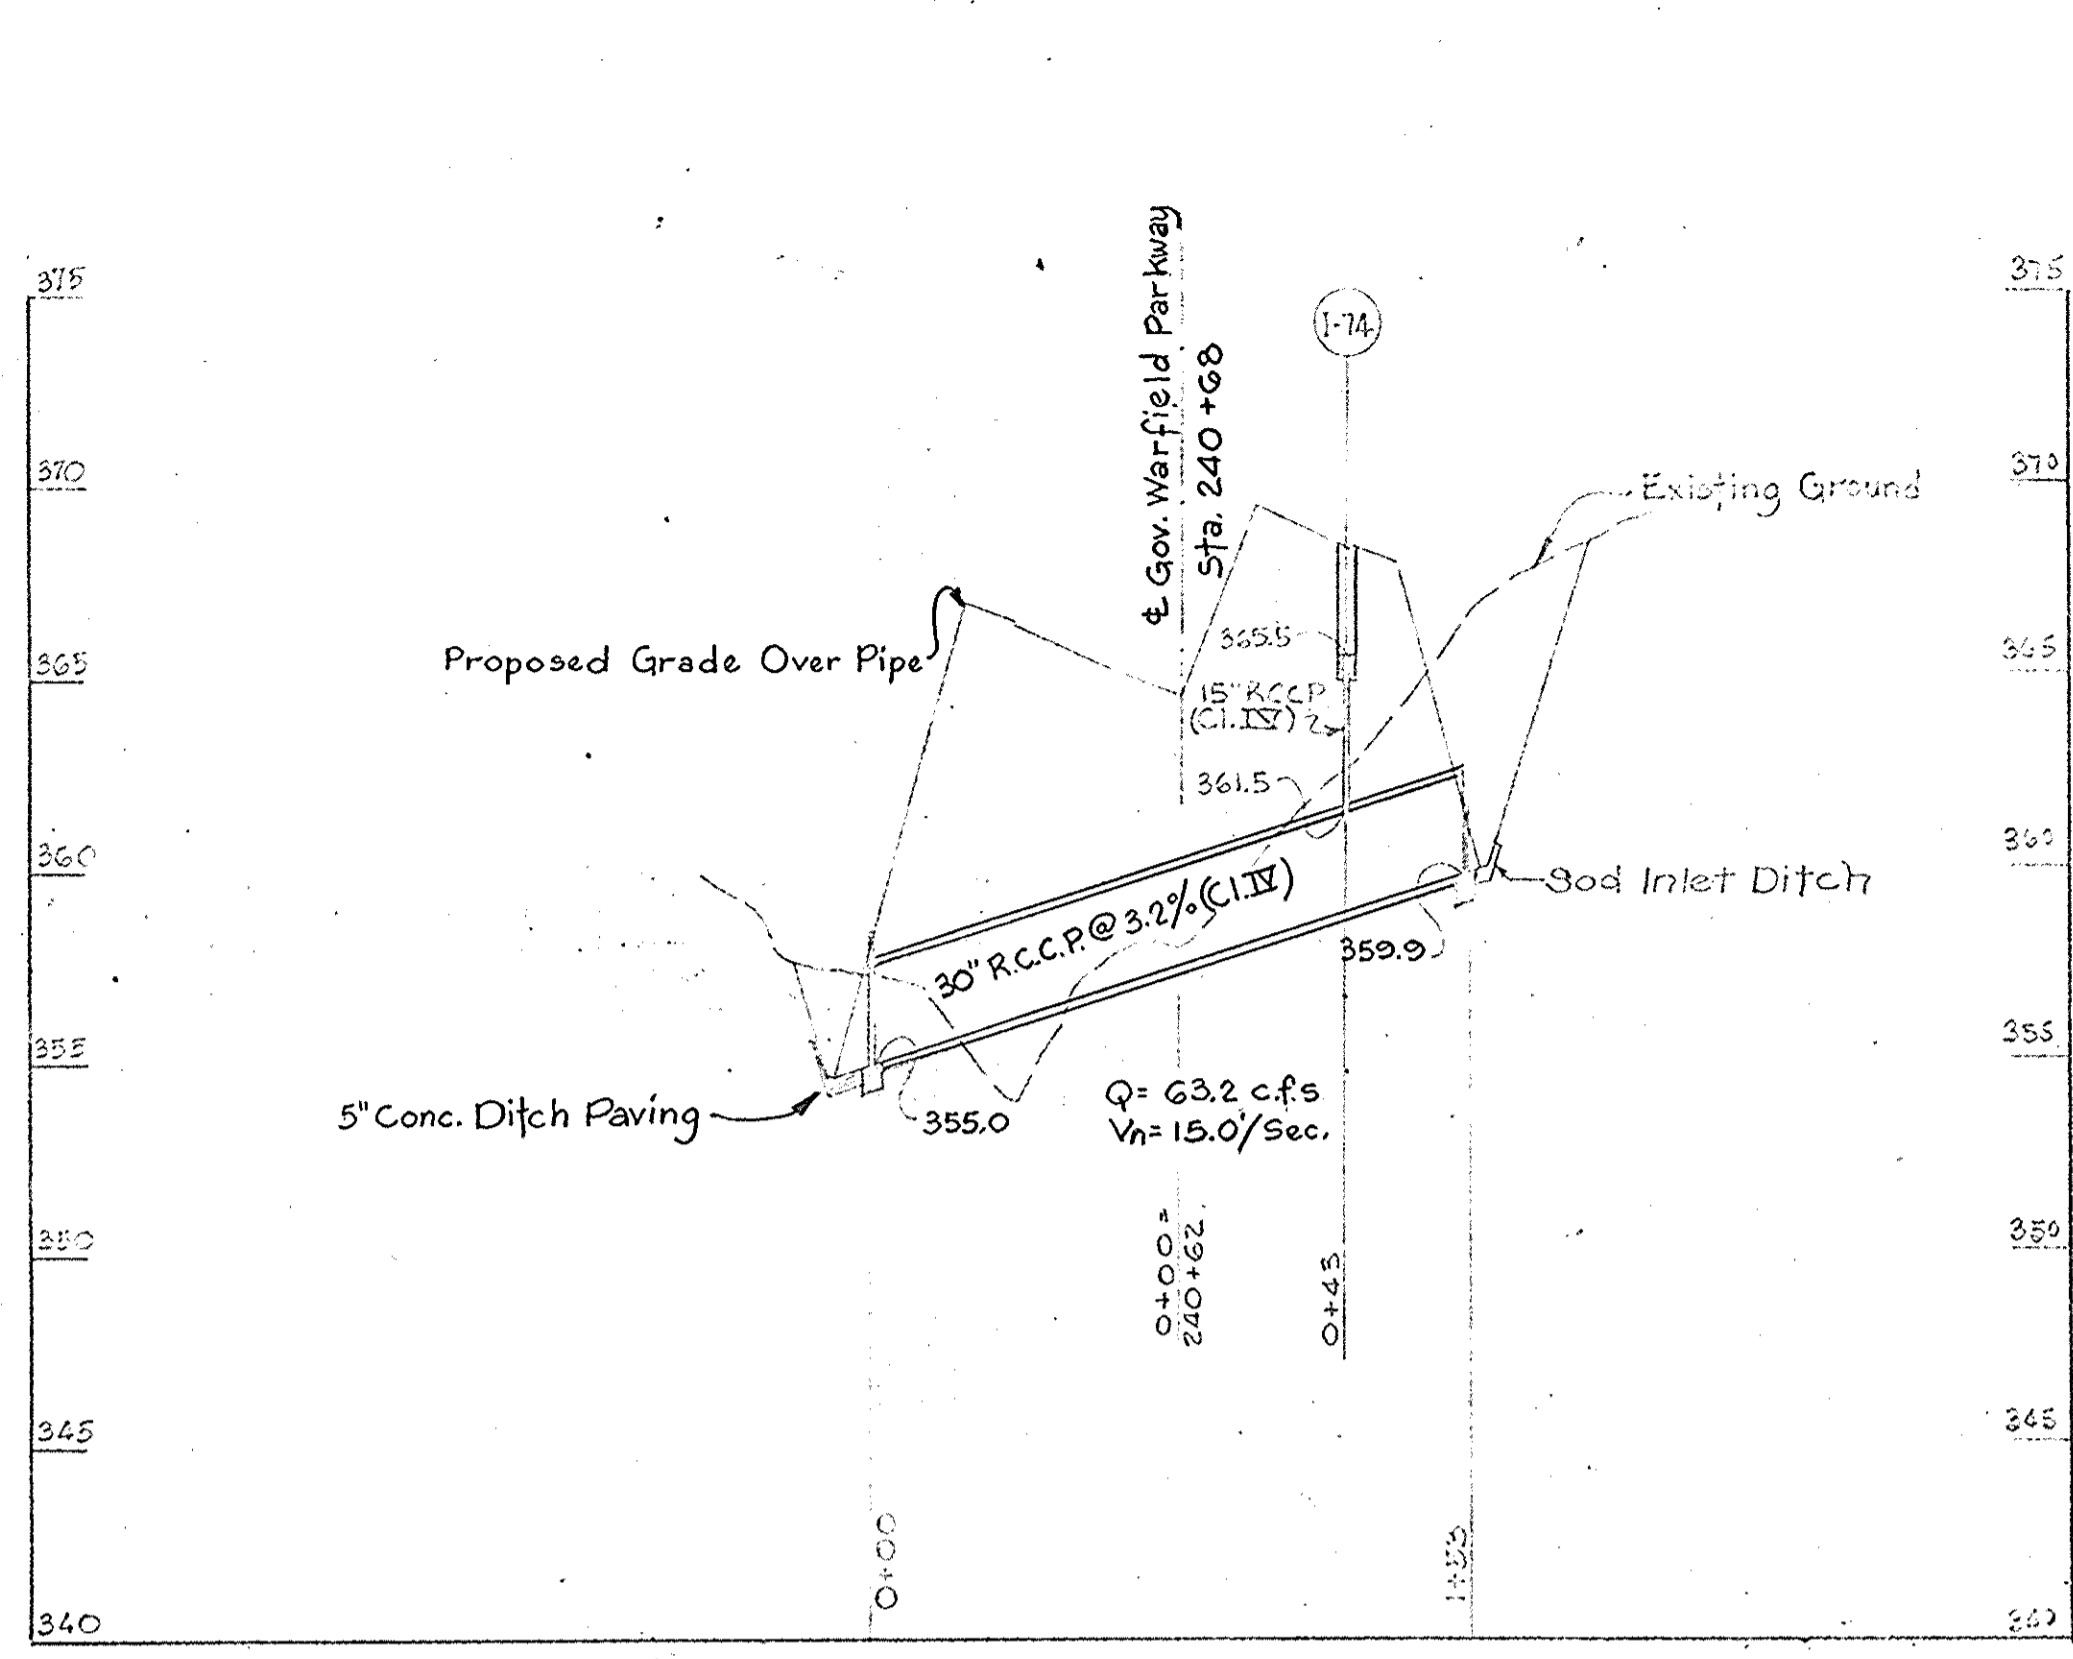 375
375
₵ Gov. Warfield Parkway
Sta. 240+68
I-74
370
370
Existing Ground
Proposed Grade Over Pipe
365
365
365.5
15" R.C.C.P.
(Cl. IV)
361.5
360
360
30" R.C.C.P. @ 3.2% (Cl. IV)
Sod Inlet Ditch
359.9
355
355
5" Conc. Ditch Paving
355.0
Q= 63.2 c.f.s.
Vn= 15.0'/Sec.
350
350
0+00=
240+62.
0+43
345
345
0+00
340
340